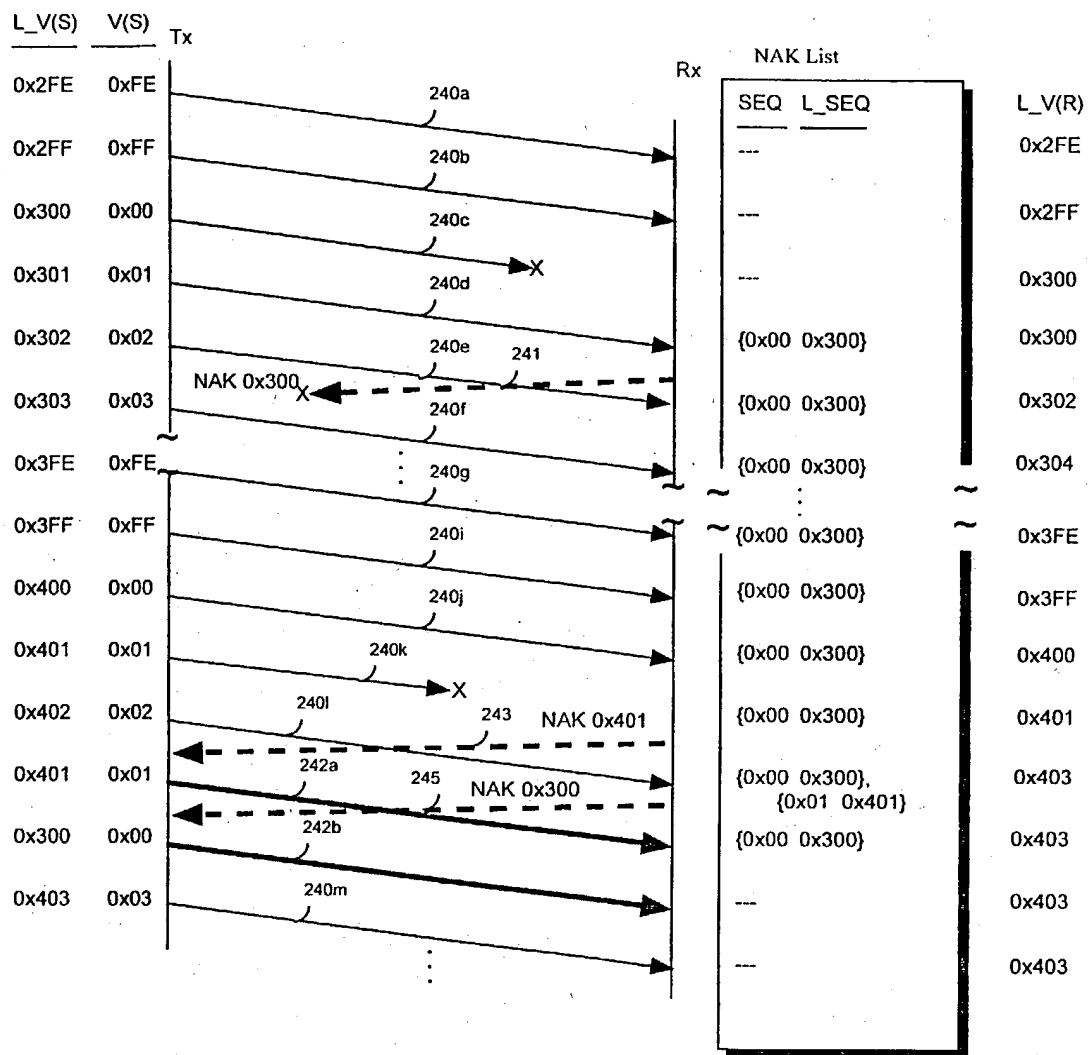 L_V(S) V(S) Tx
Rx
NAK List
SEQ L_SEQ
L_V(R)
0x2FE 0xFE 240a --- 0x2FE
0x2FF 0xFF 240b --- 0x2FF
0x300 0x00 240c X --- 0x300
0x301 0x01 240d {0x00 0x300} 0x300
0x302 0x02 240e 241
NAK 0x300 X {0x00 0x300} 0x302
0x303 0x03 240f {0x00 0x300} 0x304
0x3FE 0xFE 240g {0x00 0x300} 0x3FE
0x3FF 0xFF 240i {0x00 0x300} 0x3FF
0x400 0x00 240j {0x00 0x300} 0x400
0x401 0x01 240k X {0x00 0x300} 0x401
0x402 0x02 240l 243 NAK 0x401
{0x00 0x300}, 0x403
{0x01 0x401}
0x401 0x01 242a 245 NAK 0x300
{0x00 0x300} 0x403
0x300 0x00 242b --- 0x403
0x403 0x03 240m --- 0x403